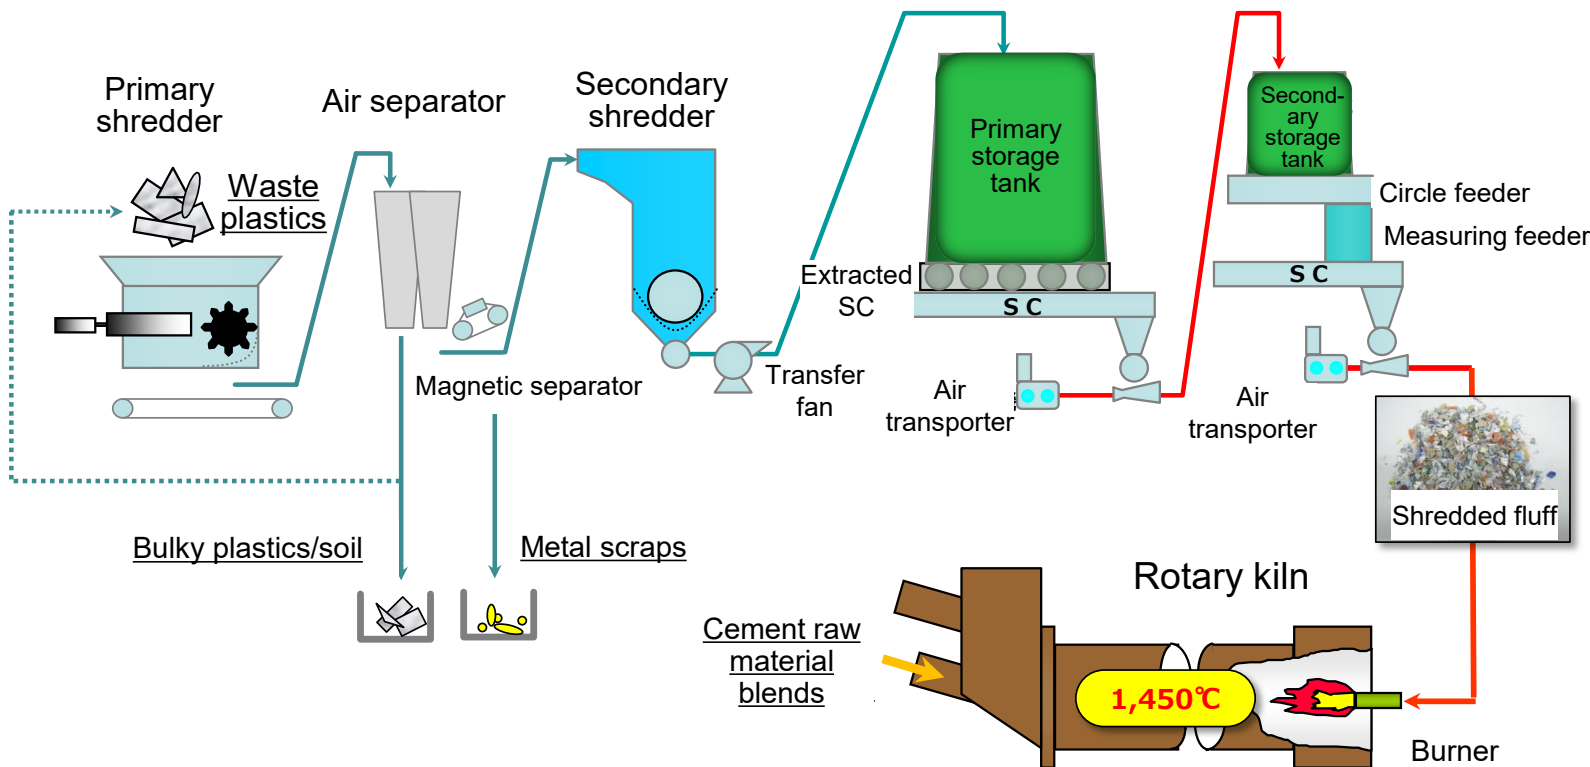 Primary
shredder
Air separator
Secondary
shredder
Waste
plastics
Primary
storage
tank
Second-
ary
storage
tank
Circle feeder
Measuring feeder
Extracted
SC
S C
S C
Magnetic separator
Transfer
fan
Air
transporter
Air
transporter
Shredded fluff
Bulky plastics/soil
Metal scraps
Rotary kiln
Cement raw
material
blends
1,450℃
Burner